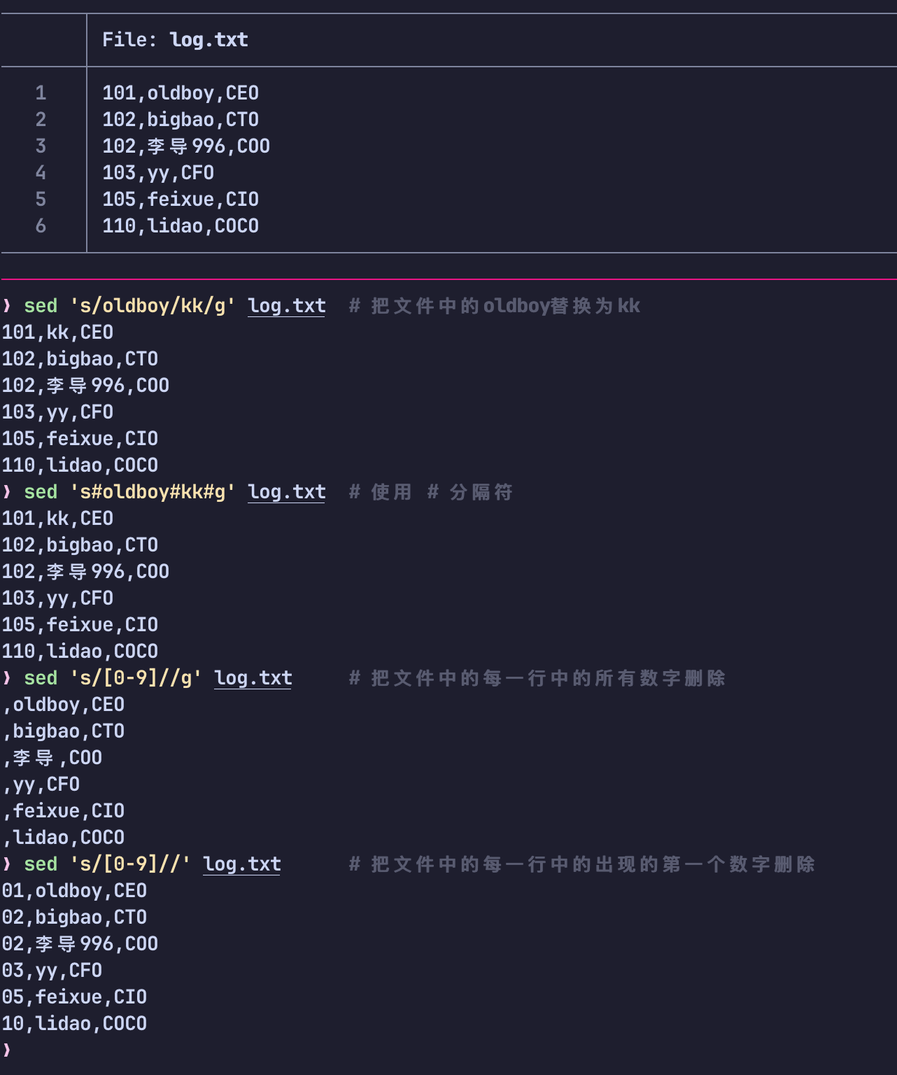 File: log.txt
1 101,oldboy,CEO
2 102,bigbao,CTO
3 102,李导996,COO
4 103,yy,CFO
5 105,feixue,CIO
6 110,lidao,COCO
❯ sed 's/oldboy/kk/g' log.txt  # 把文件中的oldboy替换为kk
101,kk,CEO
102,bigbao,CTO
102,李导996,COO
103,yy,CFO
105,feixue,CIO
110,lidao,COCO
❯ sed 's#oldboy#kk#g' log.txt  # 使用 # 分隔符
101,kk,CEO
102,bigbao,CTO
102,李导996,COO
103,yy,CFO
105,feixue,CIO
110,lidao,COCO
❯ sed 's/[0-9]//g' log.txt     # 把文件中的每一行中的所有数字删除
,oldboy,CEO
,bigbao,CTO
,李导,COO
,yy,CFO
,feixue,CIO
,lidao,COCO
❯ sed 's/[0-9]//' log.txt      # 把文件中的每一行中的出现的第一个数字删除
01,oldboy,CEO
02,bigbao,CTO
02,李导996,COO
03,yy,CFO
05,feixue,CIO
10,lidao,COCO
❯